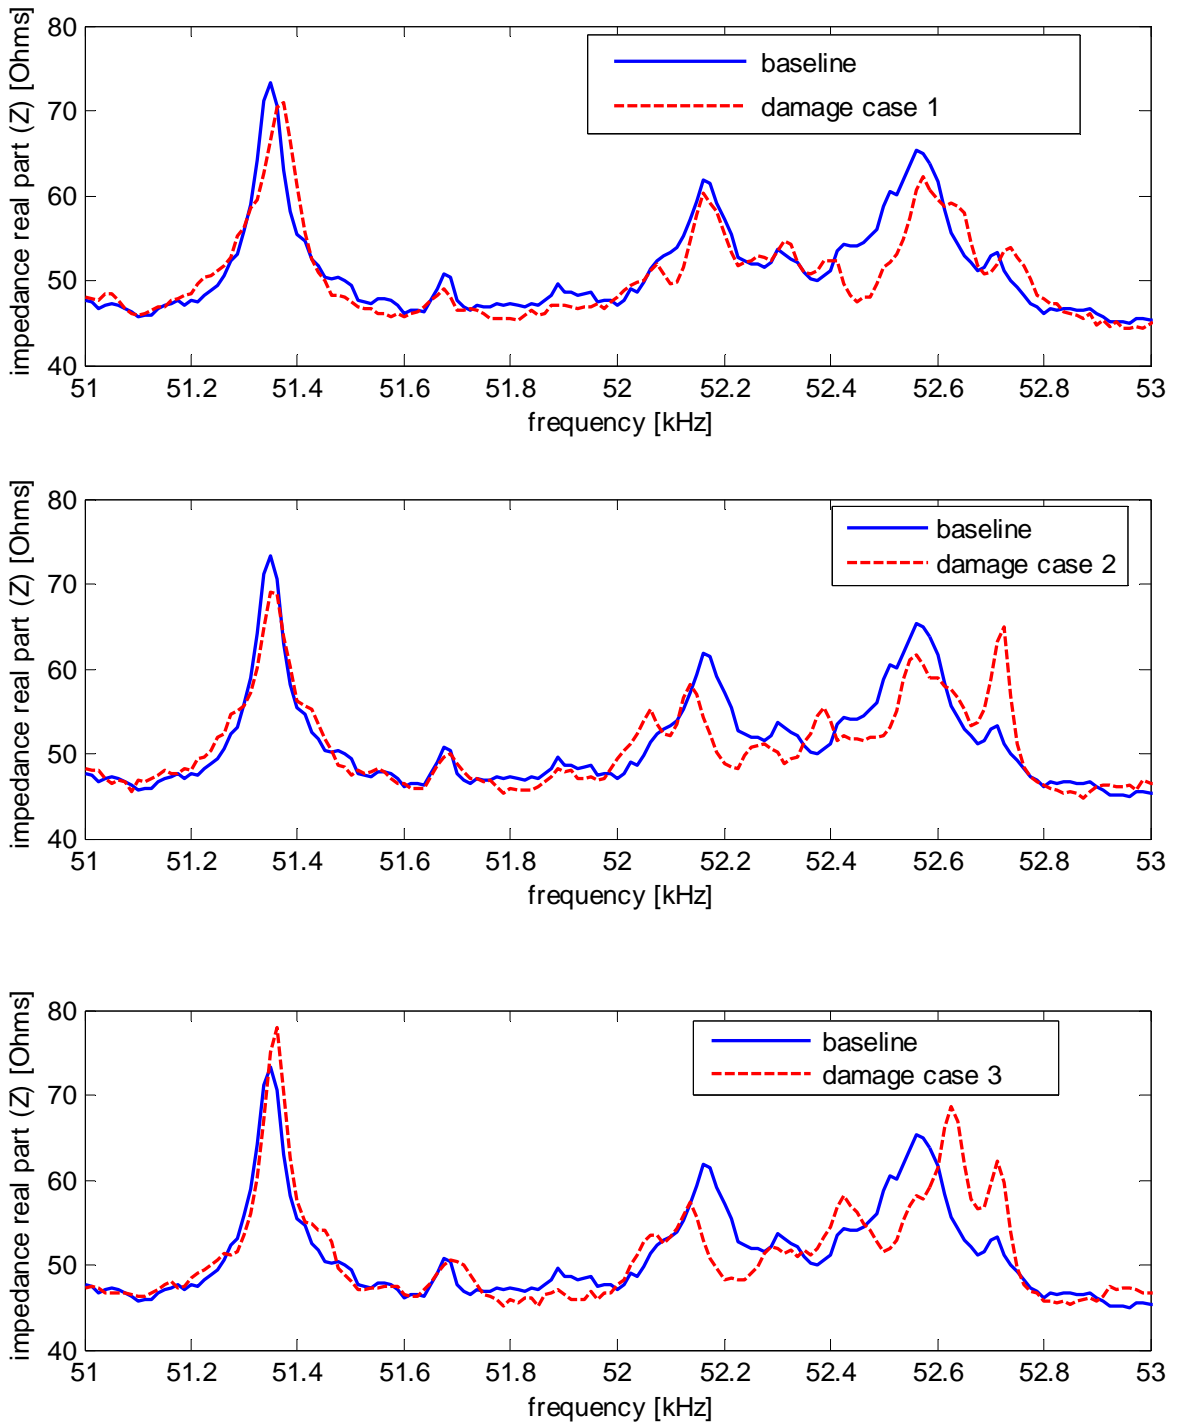 impedance real part (Z) [Ohms]
80
70
60
50
40
baseline
damage case 1
51 51.2 51.4 51.6 51.8 52 52.2 52.4 52.6 52.8 53
frequency [kHz]
impedance real part (Z) [Ohms]
80
70
60
50
40
baseline
damage case 2
51 51.2 51.4 51.6 51.8 52 52.2 52.4 52.6 52.8 53
frequency [kHz]
impedance real part (Z) [Ohms]
80
70
60
50
40
baseline
damage case 3
51 51.2 51.4 51.6 51.8 52 52.2 52.4 52.6 52.8 53
frequency [kHz]